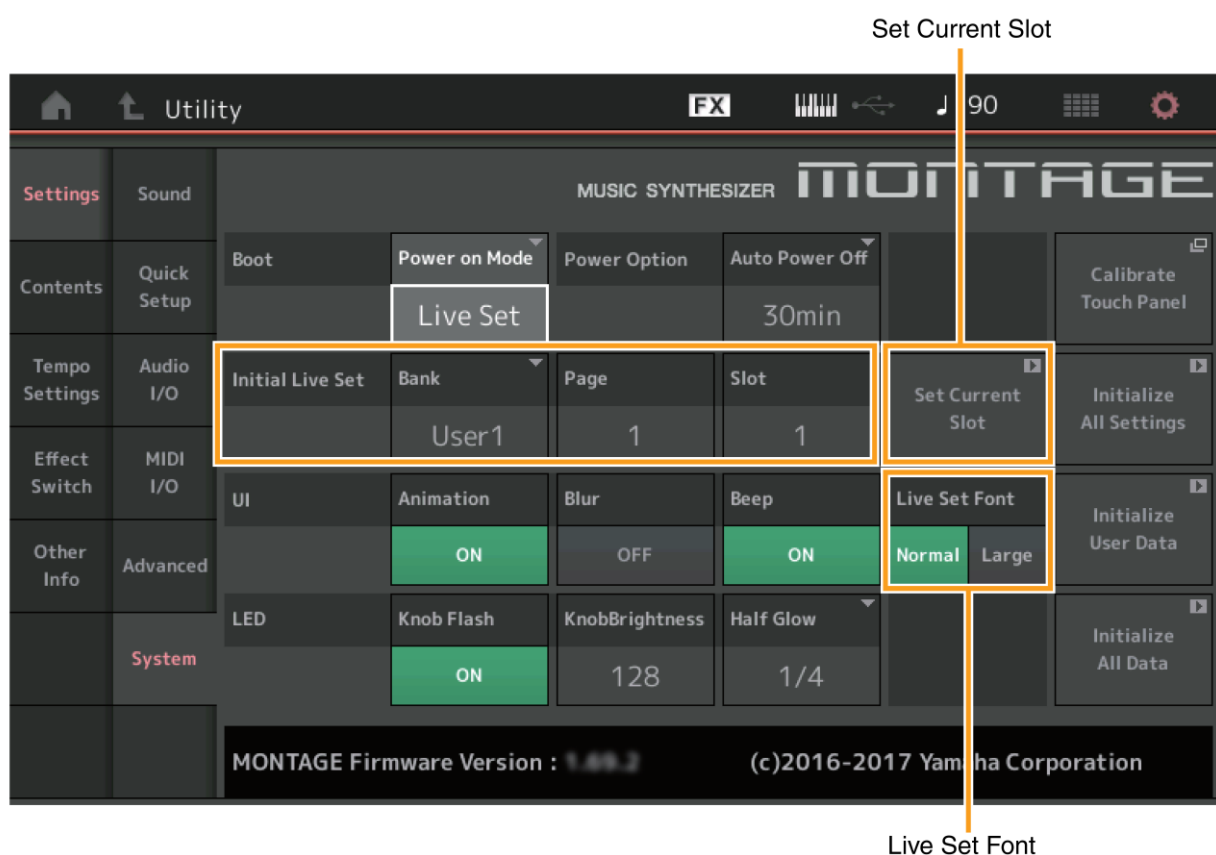 Set Current Slot
Utility
FX
90
Settings
Sound
MUSIC SYNTHESIZER MONTAGE
Boot
Power on Mode
Power Option
Auto Power Off
Calibrate
Touch Panel
Contents
Quick
Setup
Live Set
30min
Tempo
Settings
Audio
I/O
Initial Live Set
Bank
Page
Slot
Set Current
Slot
Initialize
All Settings
User1
1
1
Effect
Switch
MIDI
I/O
UI
Animation
Blur
Beep
Live Set Font
Initialize
User Data
ON
OFF
ON
Normal
Large
Other
Info
Advanced
LED
Knob Flash
KnobBrightness
Half Glow
Initialize
All Data
System
ON
128
1/4
MONTAGE Firmware Version :
(c)2016-2017 Yamaha Corporation
Live Set Font